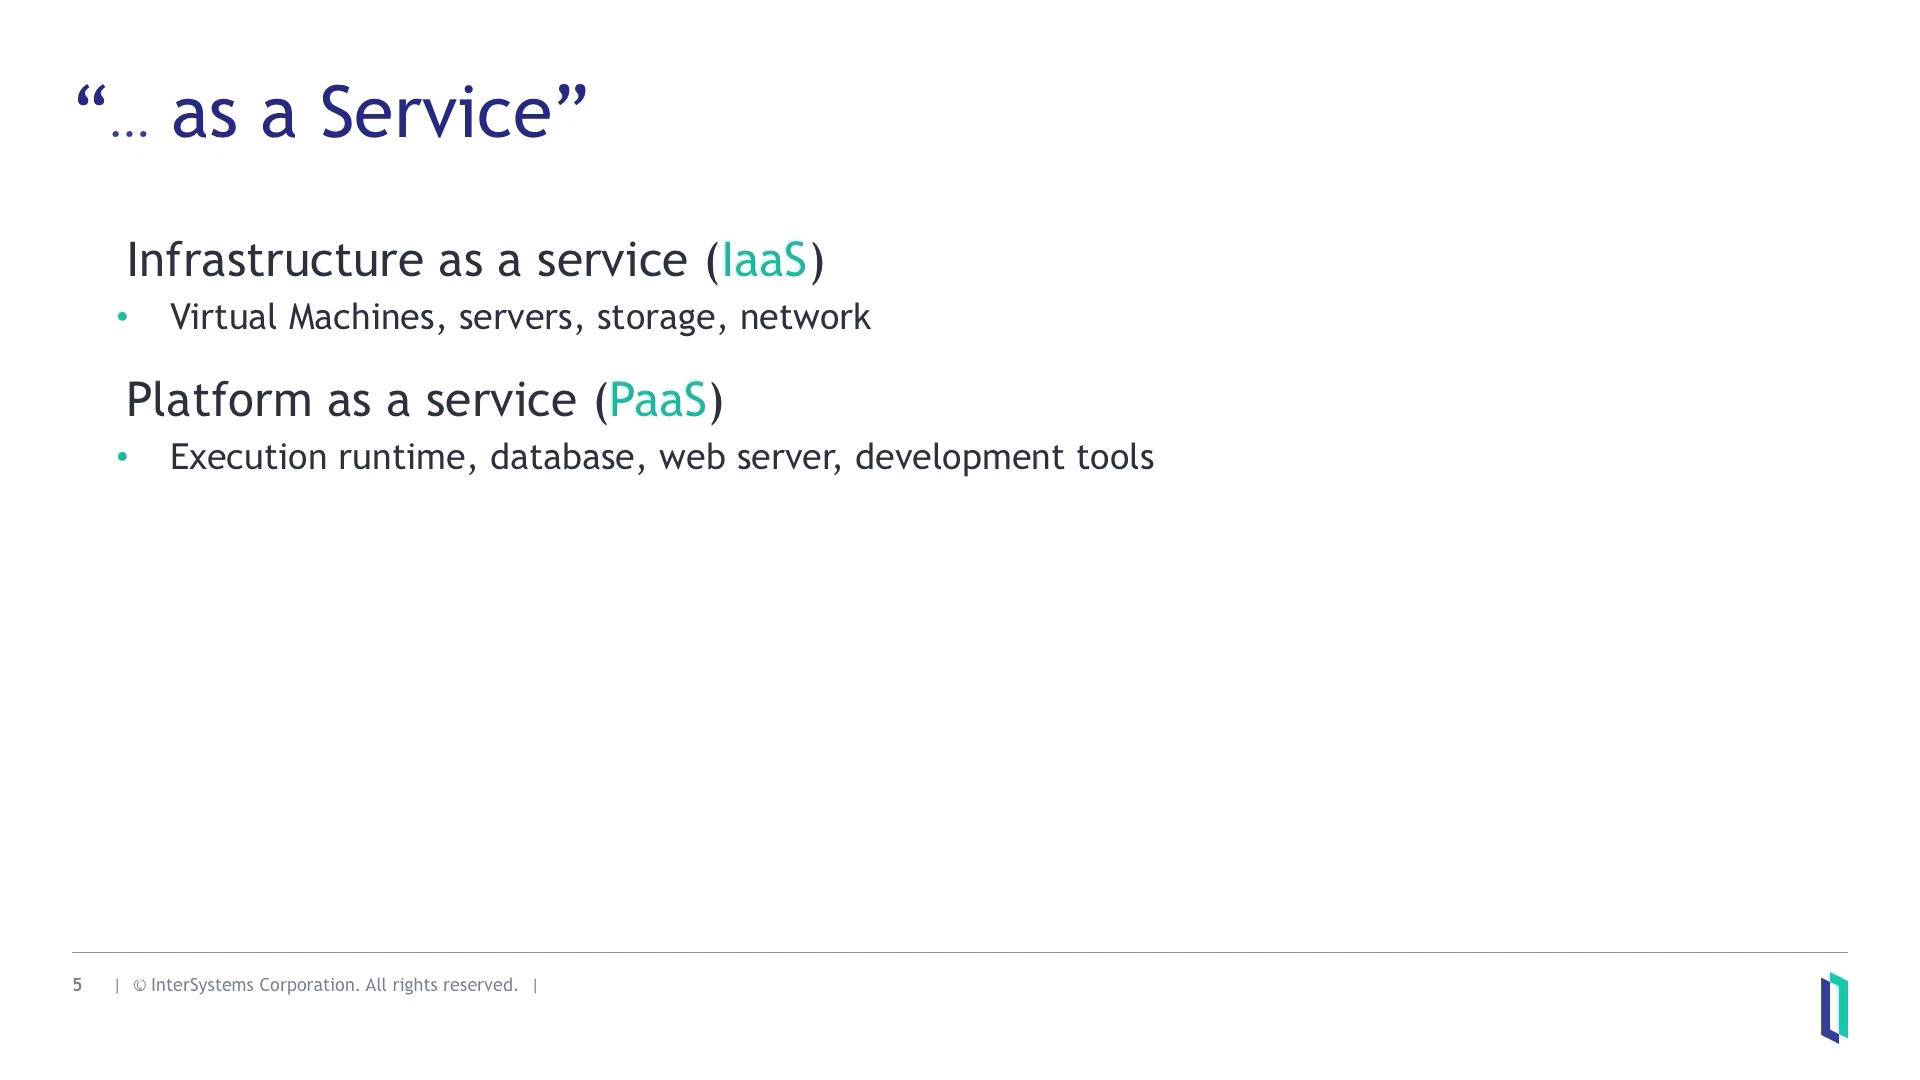 “... as a Service”
Infrastructure as a service (IaaS)
• Virtual Machines, servers, storage, network
Platform as a service (PaaS)
• Execution runtime, database, web server, development tools
5 | © InterSystems Corporation. All rights reserved. |